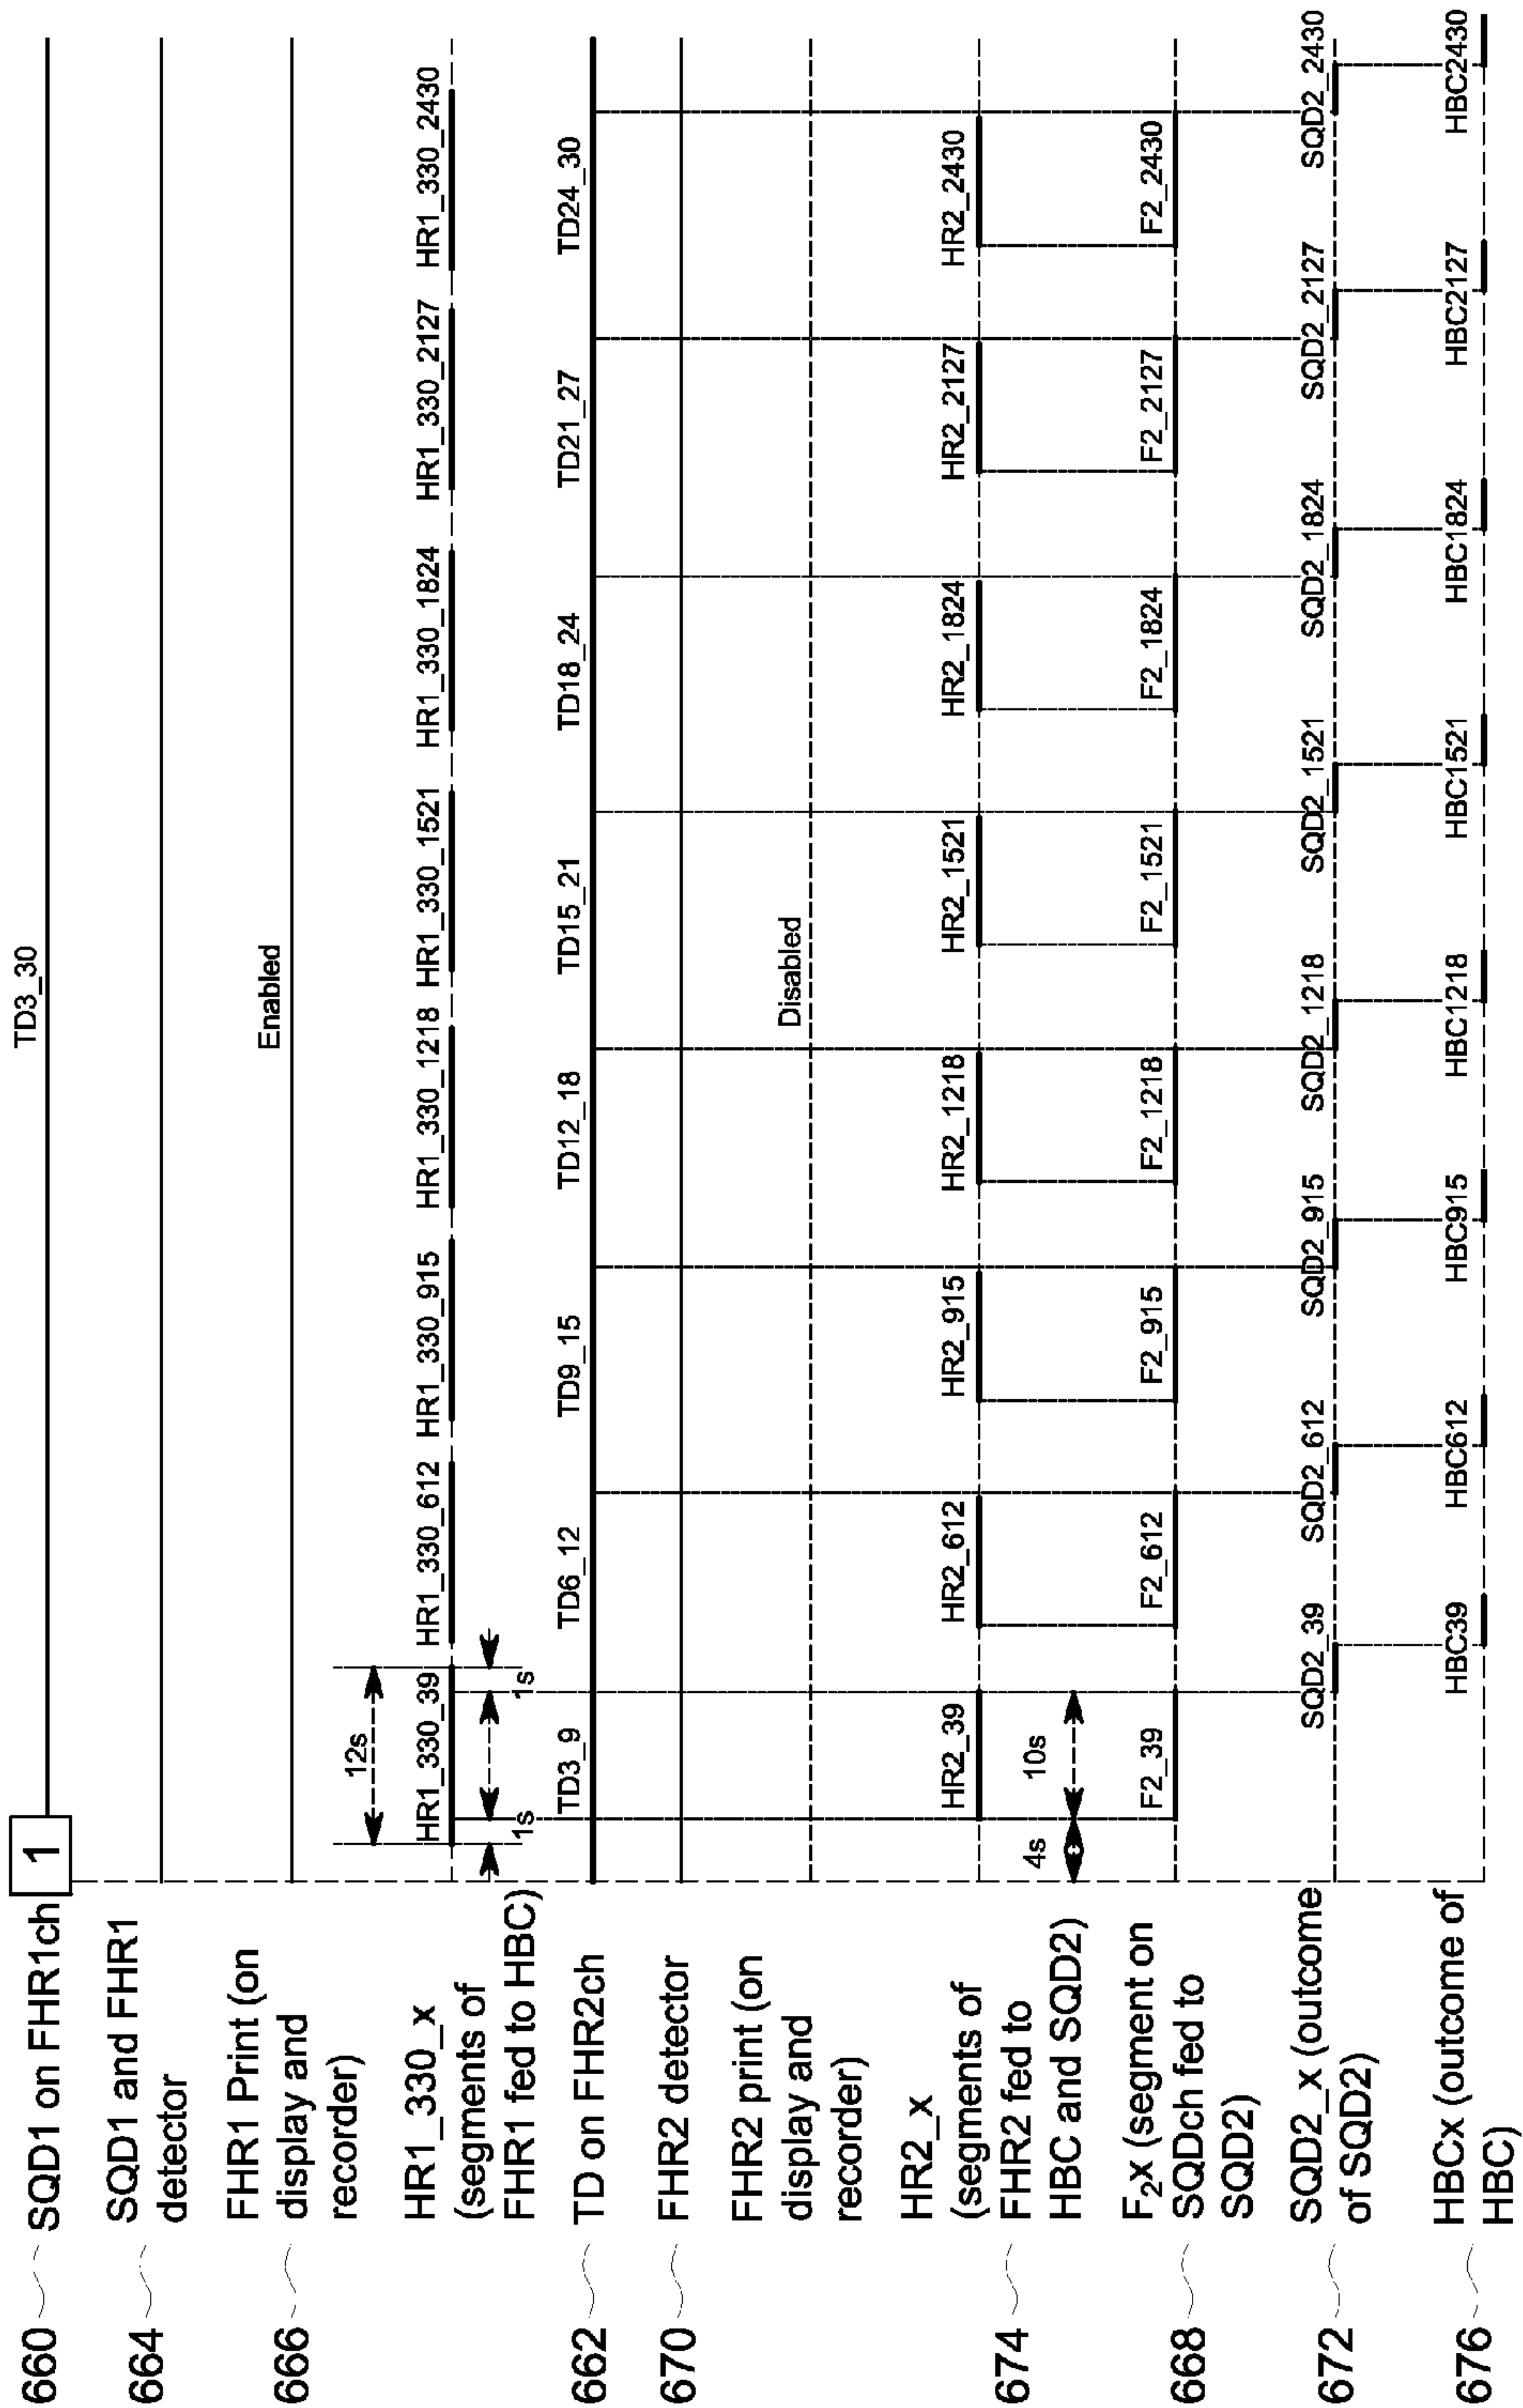 660
SQD1 on FHR1ch
1
TD3_30
664
SQD1 and FHR1
detector
666
FHR1 Print (on
display and
recorder)
Enabled
HR1_330_x
(segments of
FHR1 fed to HBC)
12s
HR1_330_39
HR1_330_612
HR1_330_915
HR1_330_1218
HR1_330_1521
HR1_330_1824
HR1_330_2127
HR1_330_2430
1s
1s
662
TD on FHR2ch
TD3_9
TD6_12
TD9_15
TD12_18
TD15_21
TD18_24
TD21_27
TD24_30
670
FHR2 detector
FHR2 print (on
display and
recorder)
Disabled
674
HR2_x
(segments of
FHR2 fed to
HBC and SQD2)
HR2_39
HR2_612
HR2_915
HR2_1218
HR2_1521
HR2_1824
HR2_2127
HR2_2430
4s
10s
668
F2x (segment on
SQDch fed to
SQD2)
F2_39
F2_612
F2_915
F2_1218
F2_1521
F2_1824
F2_2127
F2_2430
672
SQD2_x (outcome
of SQD2)
SQD2_39
SQD2_612
SQD2_915
SQD2_1218
SQD2_1521
SQD2_1824
SQD2_2127
SQD2_2430
676
HBCx (outcome of
HBC)
HBC39
HBC612
HBC915
HBC1218
HBC1521
HBC1824
HBC2127
HBC2430